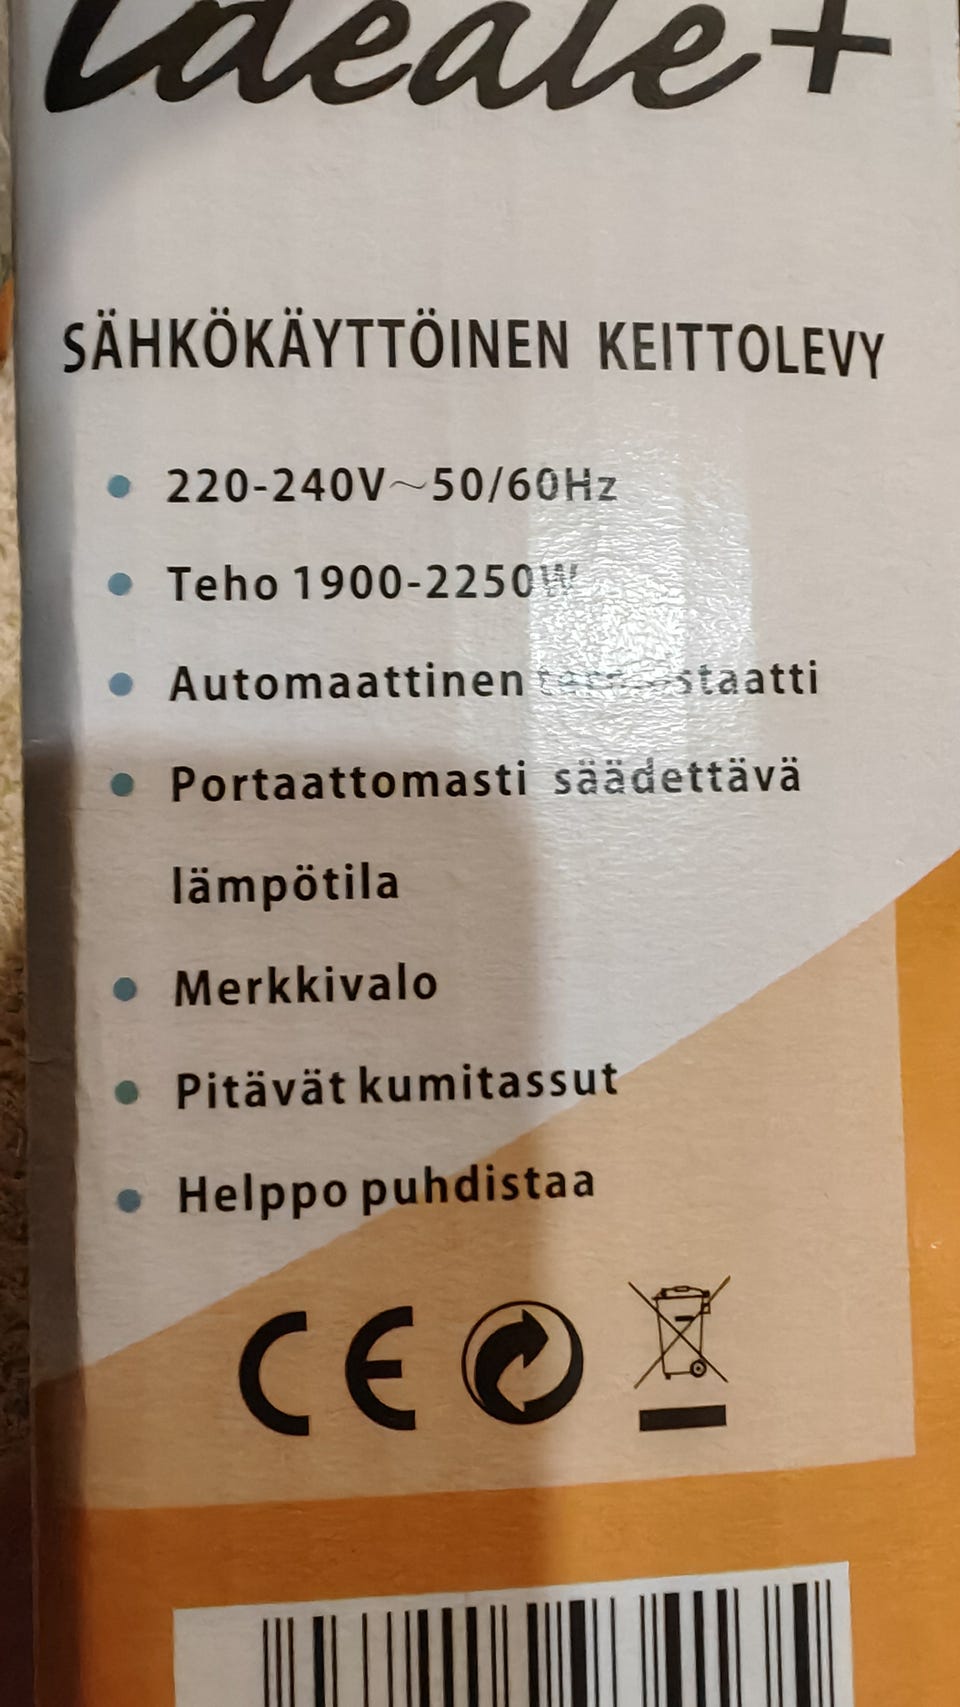 Ideale+
SÄHKÖKÄYTTÖINEN KEITTOLEVY
220-240V~50/60Hz
Teho 1900-2250W
Automaattinen termostaatti
Portaattomasti säädettävä
lämpötila
Merkkivalo
Pitävät kumitassut
Helppo puhdistaa
CE